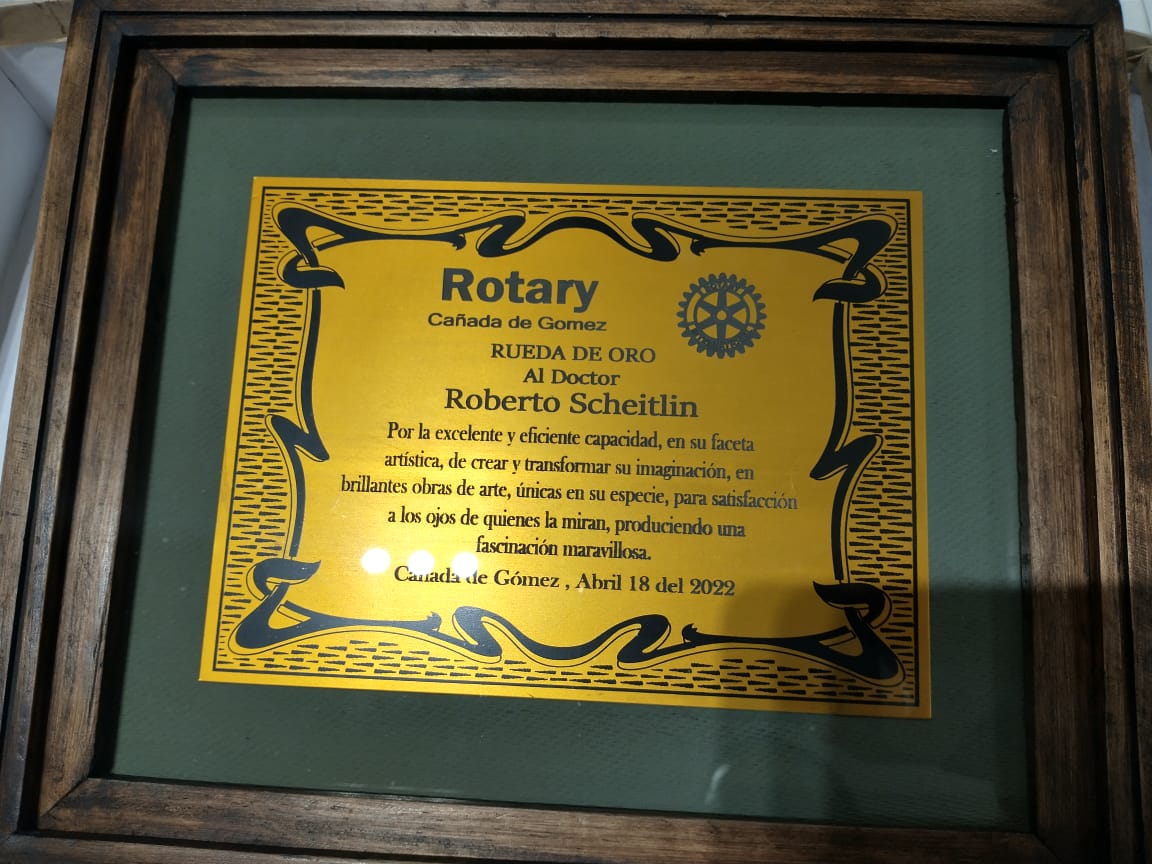 Rotary
Cañada de Gomez
RUEDA DE ORO
Al Doctor
Roberto Scheitlin
Por la excelente y eficiente capacidad, en su faceta
artística, de crear y transformar su imaginación, en
brillantes obras de arte, únicas en su especie, para satisfacción
a los ojos de quienes la miran, produciendo una
fascinación maravillosa.
Cañada de Gómez , Abril 18 del 2022
ROTARY
INTERNATIONAL